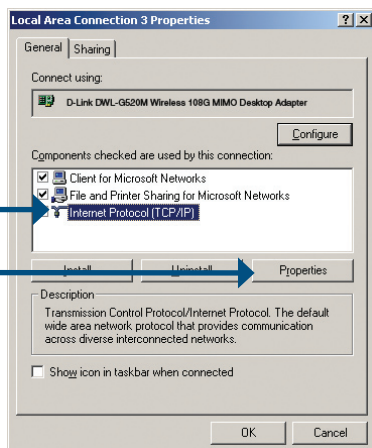 Local Area Connection 3 Properties
General Sharing
Connect using:
D-Link DWL-G520M Wireless 108G MIMO Desktop Adapter
Configure
Components checked are used by this connection:
Client for Microsoft Networks
File and Printer Sharing for Microsoft Networks
Internet Protocol (TCP/IP)
Install Uninstall Properties
Description
Transmission Control Protocol/Internet Protocol. The default
wide area network protocol that provides communication
across diverse interconnected networks.
Show icon in taskbar when connected
OK Cancel